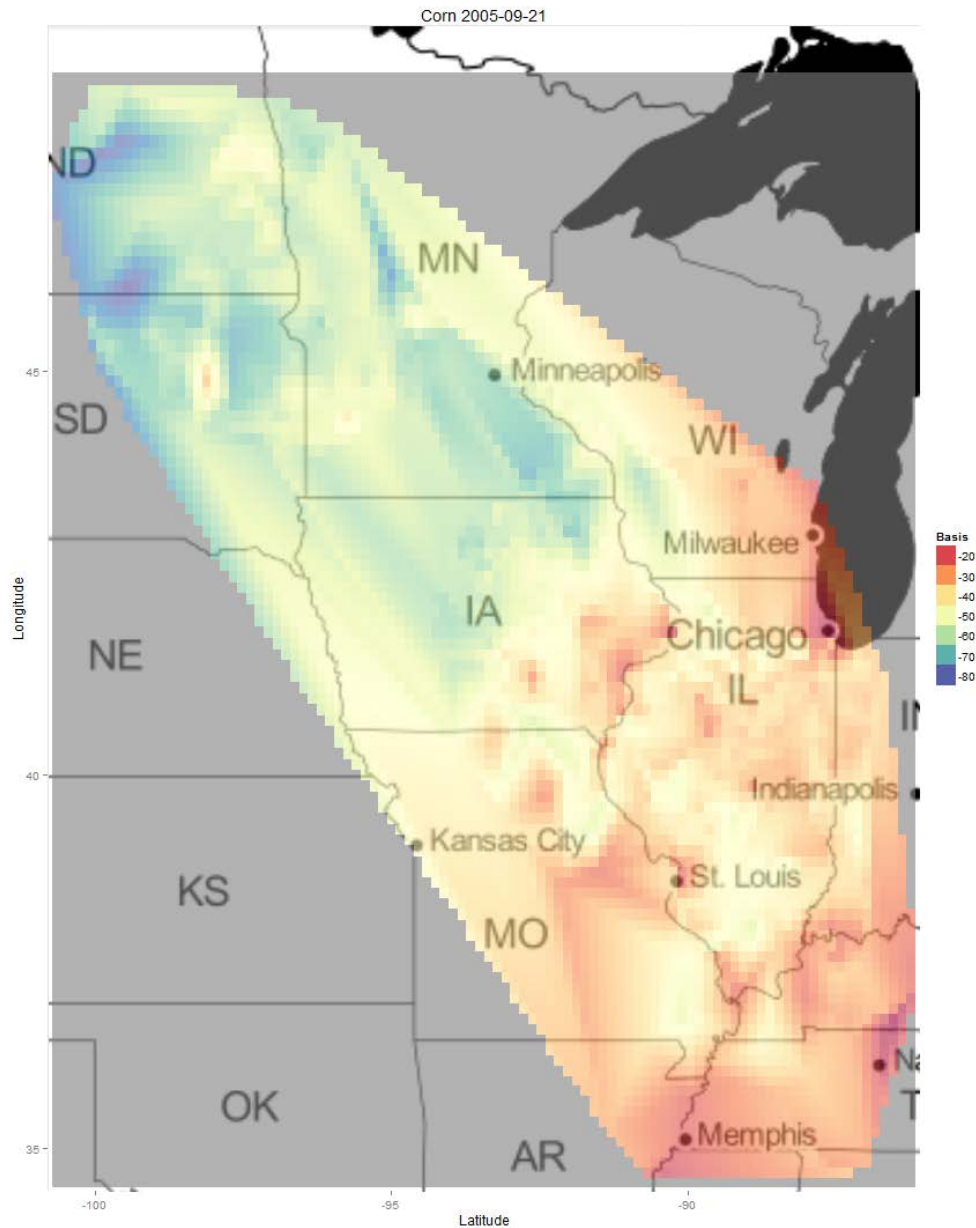 Corn 2005-09-21
ND
MN
45
Minneapolis
SD
WI
Milwaukee
Longitude
Basis
-20
-30
-40
-50
-60
-70
-80
IA
Chicago
NE
IL
IN
40
Indianapolis
Kansas City
St. Louis
KS
MO
Na
OK
T
35
Memphis
AR
-100
-95
-90
Latitude